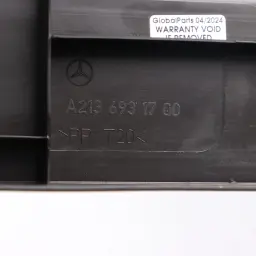 GlobalParts 04/2024
WARRANTY VOID
IF REMOVED
A213 693 17 00
>PP T20<